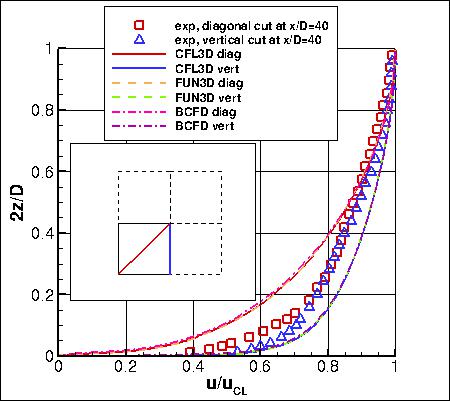 exp, diagonal cut at x/D=40
exp, vertical cut at x/D=40
CFL3D diag
CFL3D vert
FUN3D diag
FUN3D vert
BCFD diag
BCFD vert
1
0.8
0.6
0.4
0.2
0
2z/D
0 0.2 0.4 0.6 0.8 1
u/u_CL